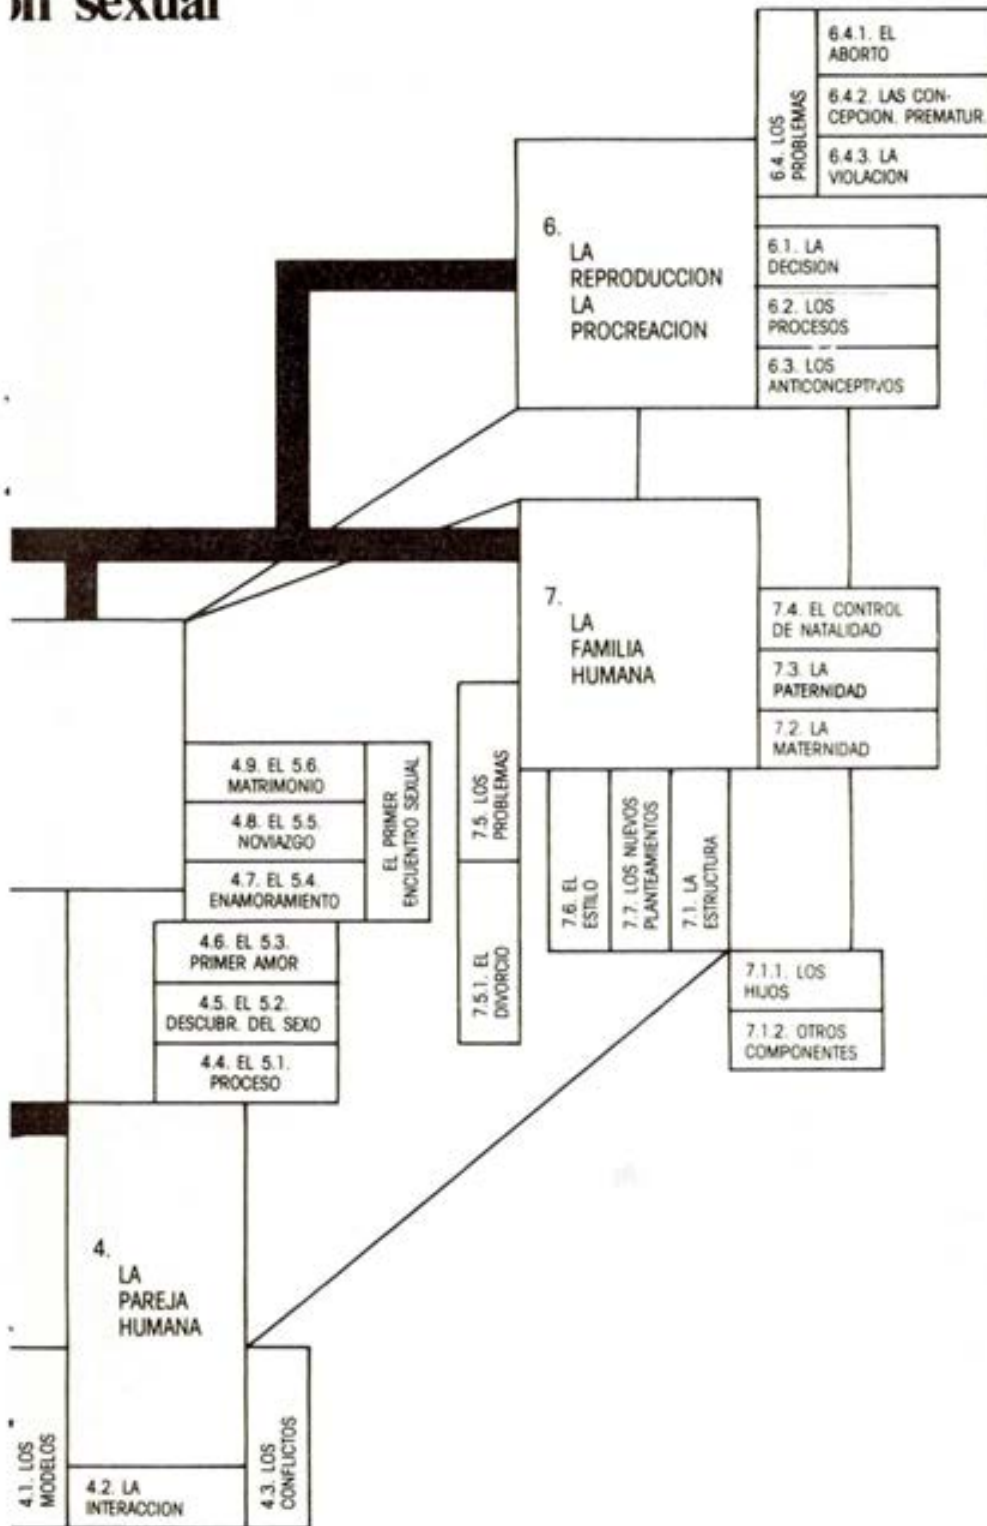 ón sexual
6.4. LOS
PROBLEMAS
6.4.1. EL
ABORTO
6.4.2. LAS CON-
CEPCION. PREMATUR.
6.4.3. LA
VIOLACION
6.
LA
REPRODUCCION
LA
PROCREACION
6.1. LA
DECISION
6.2. LOS
PROCESOS
6.3. LOS
ANTICONCEPTIVOS
7.
LA
FAMILIA
HUMANA
7.4. EL CONTROL
DE NATALIDAD
7.3. LA
PATERNIDAD
7.2. LA
MATERNIDAD
7.5. LOS
PROBLEMAS
7.5.1. EL
DIVORCIO
7.6. EL
ESTILO
7.7. LOS NUEVOS
PLANTEAMIENTOS
7.1. LA
ESTRUCTURA
7.1.1. LOS
HIJOS
7.1.2. OTROS
COMPONENTES
4.9. EL 5.6.
MATRIMONIO
4.8. EL 5.5.
NOVIAZGO
4.7. EL 5.4.
ENAMORAMIENTO
EL PRIMER
ENCUENTRO SEXUAL
4.6. EL 5.3.
PRIMER AMOR
4.5. EL 5.2.
DESCUBR. DEL SEXO
4.4. EL 5.1.
PROCESO
4.
LA
PAREJA
HUMANA
4.1. LOS
MODELOS
4.2. LA
INTERACCION
4.3. LOS
CONFLICTOS